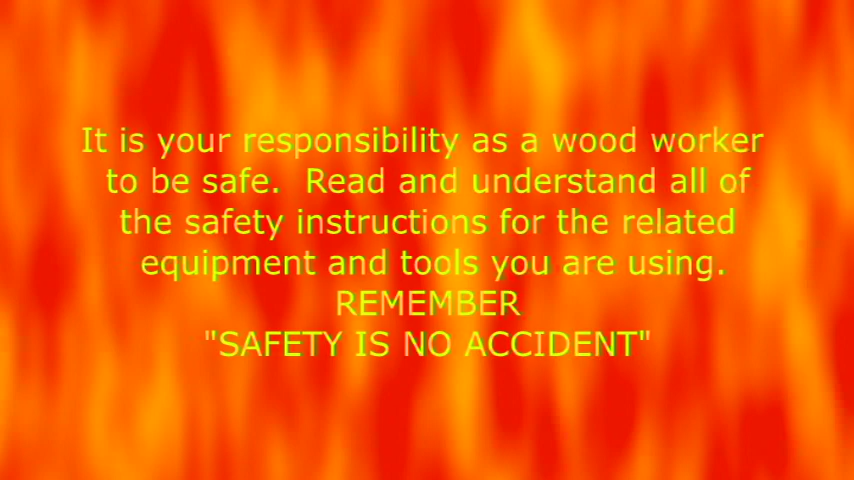 It is your responsibility as a wood worker
to be safe.  Read and understand all of
the safety instructions for the related
equipment and tools you are using.
REMEMBER
"SAFETY IS NO ACCIDENT"